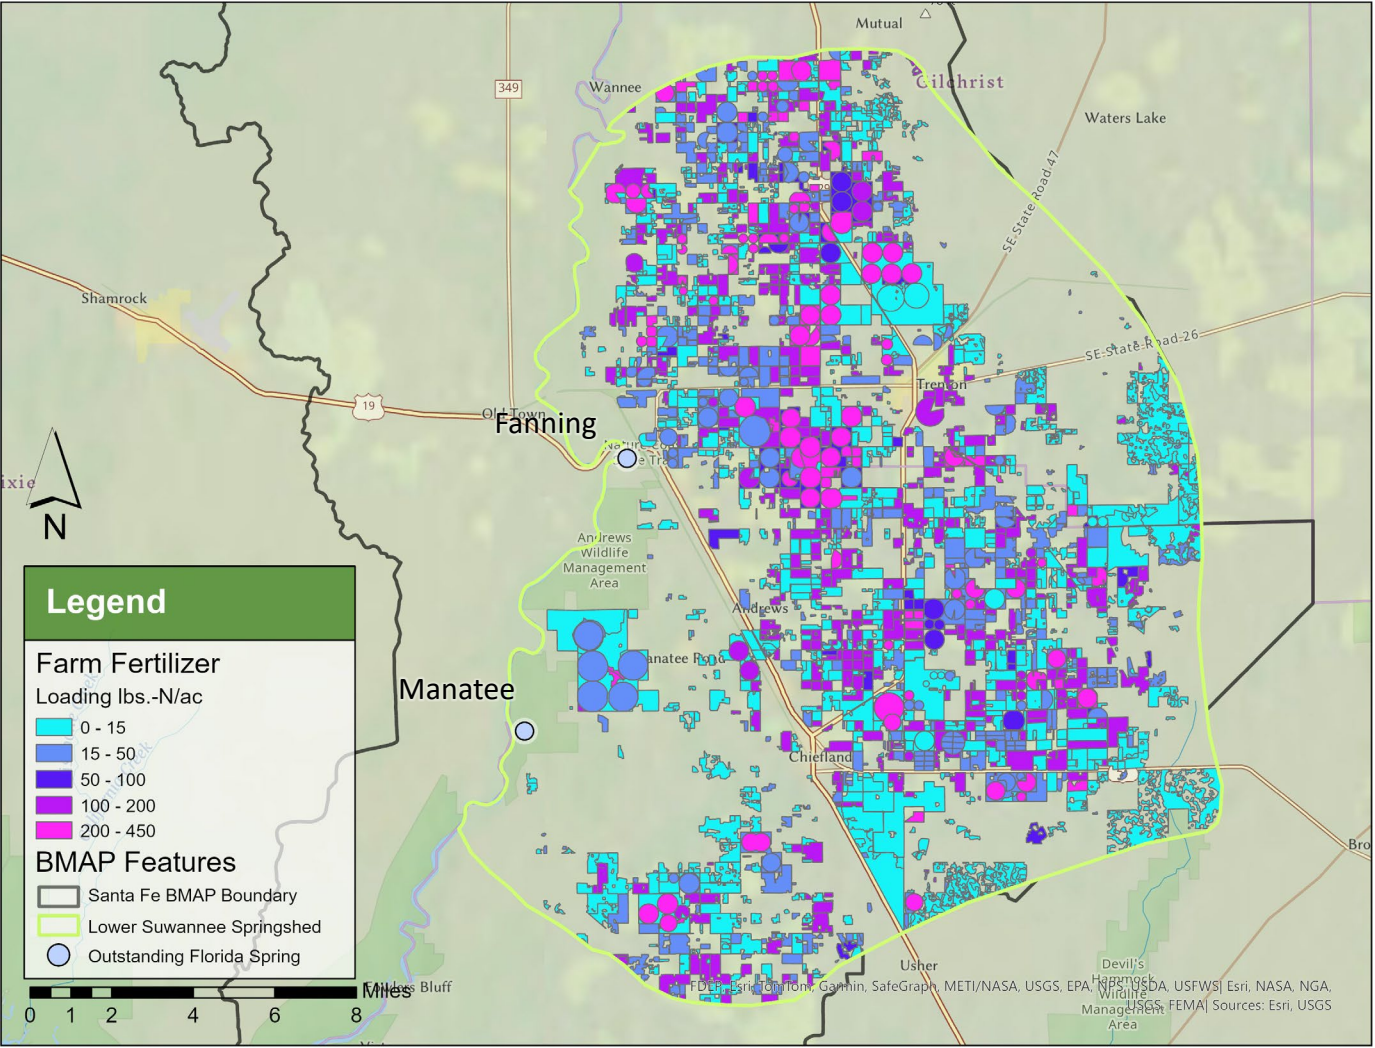 Mutual
Gilchrist
349
Wannee
Waters Lake
SE State Road 47
Shamrock
SE State Road 26
Trenton
19
Old Town
Fanning
ixie
N
Andrews
Wildlife
Management
Area
Andrews
Manatee
anatee Road
Chiefland
Legend
Farm Fertilizer
Loading lbs.-N/ac
0 - 15
15 - 50
50 - 100
100 - 200
200 - 450
BMAP Features
Santa Fe BMAP Boundary
Lower Suwannee Springshed
Outstanding Florida Spring
Bro
Usher
Devil's
Hammock
Wildlife
Management
Area
Fowlers Bluff
Miles
0 1 2 4 6 8
FDEP, Esri, TomTom, Garmin, SafeGraph, METI/NASA, USGS, EPA, NPS, USDA, USFWS| Esri, NASA, NGA,
USGS, FEMA| Sources: Esri, USGS